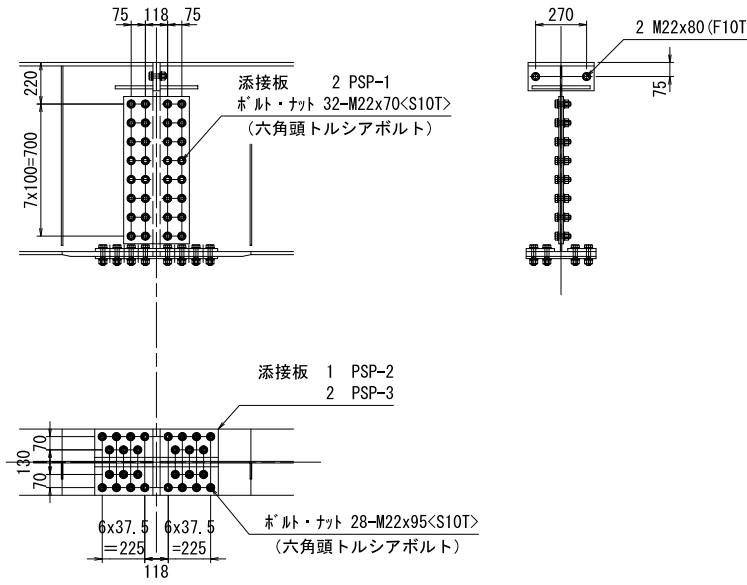 75 118 75
220
7x100=700
添接板 2 PSP-1
ボルト・ナット 32-M22x70<S10T>
(六角頭トルシアボルト)
270
2 M22x80(F10T
75
添接板 1 PSP-2
2 PSP-3
70
130
70
6x37.5 6x37.5
=225 =225
118
ボルト・ナット 28-M22x95<S10T>
(六角頭トルシアボルト)